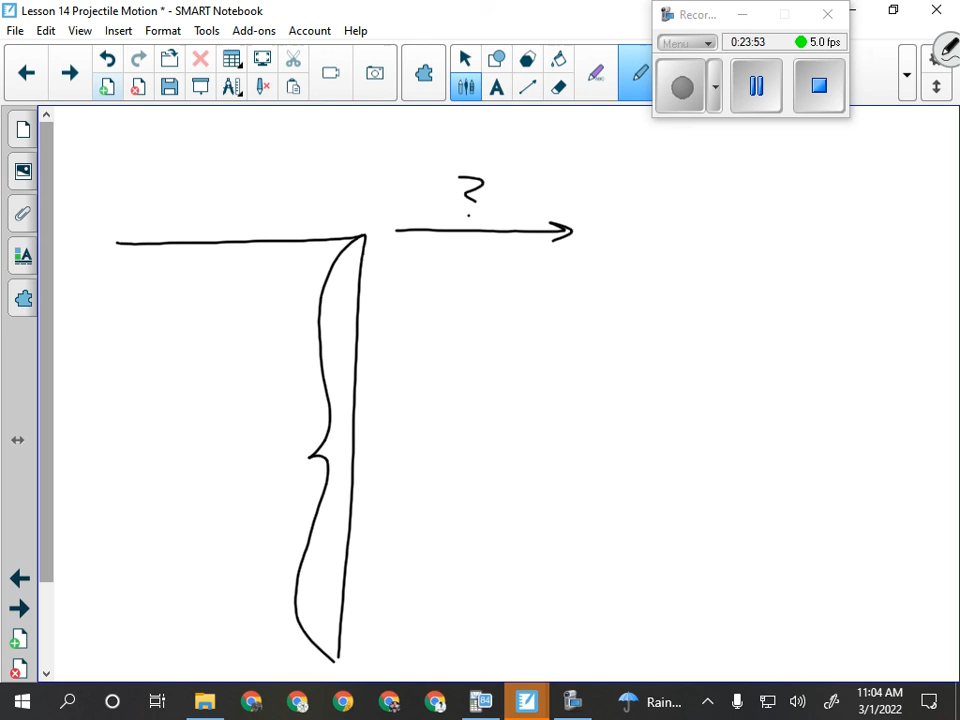 Lesson 14 Projectile Motion * - SMART Notebook
Recor...
File Edit View Insert Format Tools Add-ons Account Help
Menu
0:23:53
5.0 fps
A
?
A
84
Rain...
11:04 AM
3/1/2022